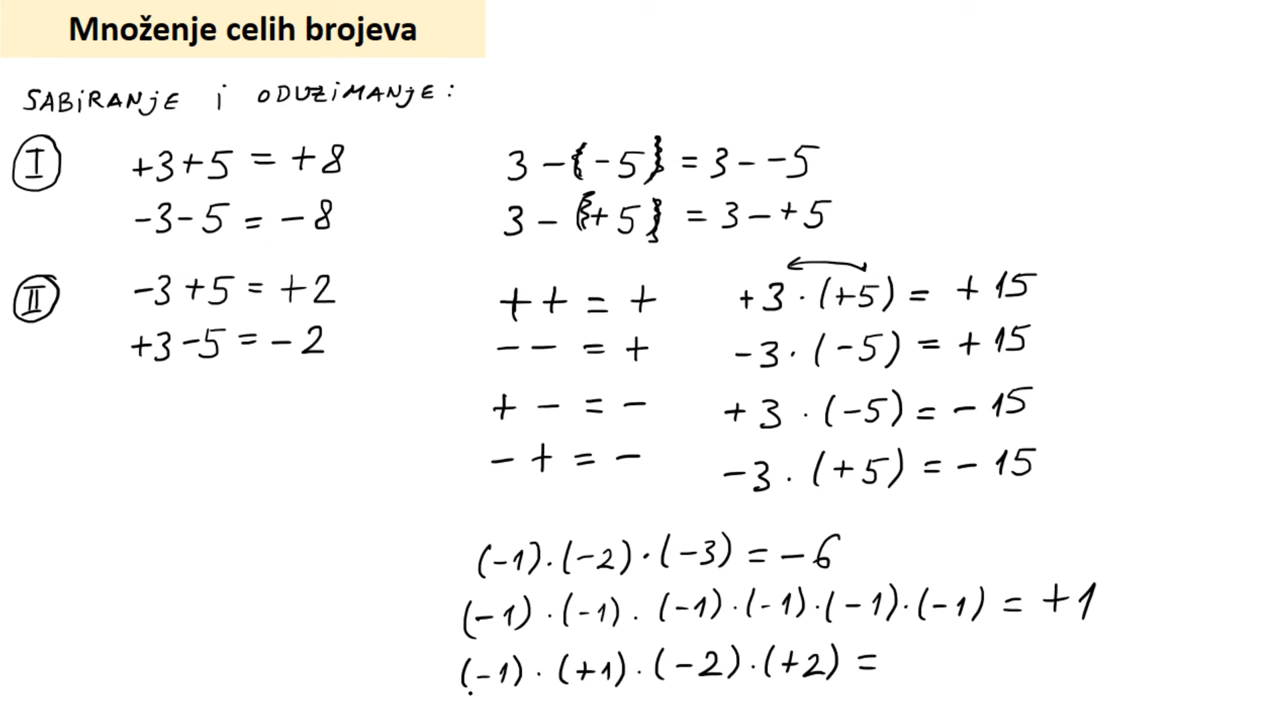 Množenje celih brojeva
SABIRANJE I ODUZIMANJE:
I
+3+5 = +8
-3-5 = -8
3-(-5) = 3--5
3-(+5) = 3-+5
II
-3+5 = +2
+3-5 = -2
++ = +
-- = +
+- = -
-+ = -
+3·(+5) = +15
-3·(-5) = +15
+3·(-5) = -15
-3·(+5) = -15
(-1)·(-2)·(-3) = -6
(-1)·(-1)·(-1)·(-1)·(-1)·(-1) = +1
(-1)·(+1)·(-2)·(+2) =